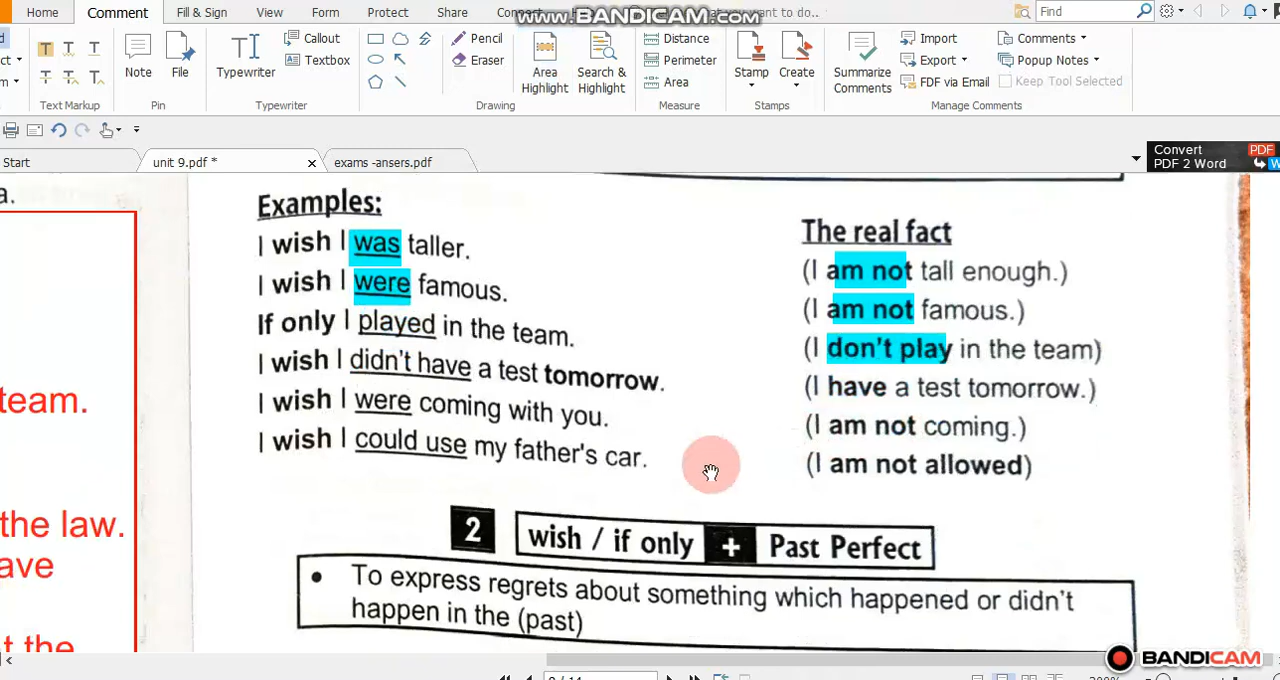 Home Comment Fill & Sign View Form Protect Share Connect want to do..
www.BANDICAM.com
Find
Note
File
Typewriter
Callout
Textbox
Pencil
Eraser
Area Highlight
Search & Highlight
Distance
Perimeter
Area
Stamp
Create
Summarize Comments
Import
Export
FDF via Email
Comments
Popup Notes
Keep Tool Selected
Text Markup Pin Typewriter Drawing Measure Stamps Manage Comments
Start unit 9.pdf * exams -ansers.pdf
Convert PDF
PDF 2 Word
a.
team.
the law.
ave
t the
Examples:
I wish I was taller.
I wish I were famous.
If only I played in the team.
I wish I didn't have a test tomorrow.
I wish I were coming with you.
I wish I could use my father's car.
The real fact
(I am not tall enough.)
(I am not famous.)
(I don't play in the team)
(I have a test tomorrow.)
(I am not coming.)
(I am not allowed)
2 wish / if only + Past Perfect
• To express regrets about something which happened or didn't
happen in the (past)
BANDICAM